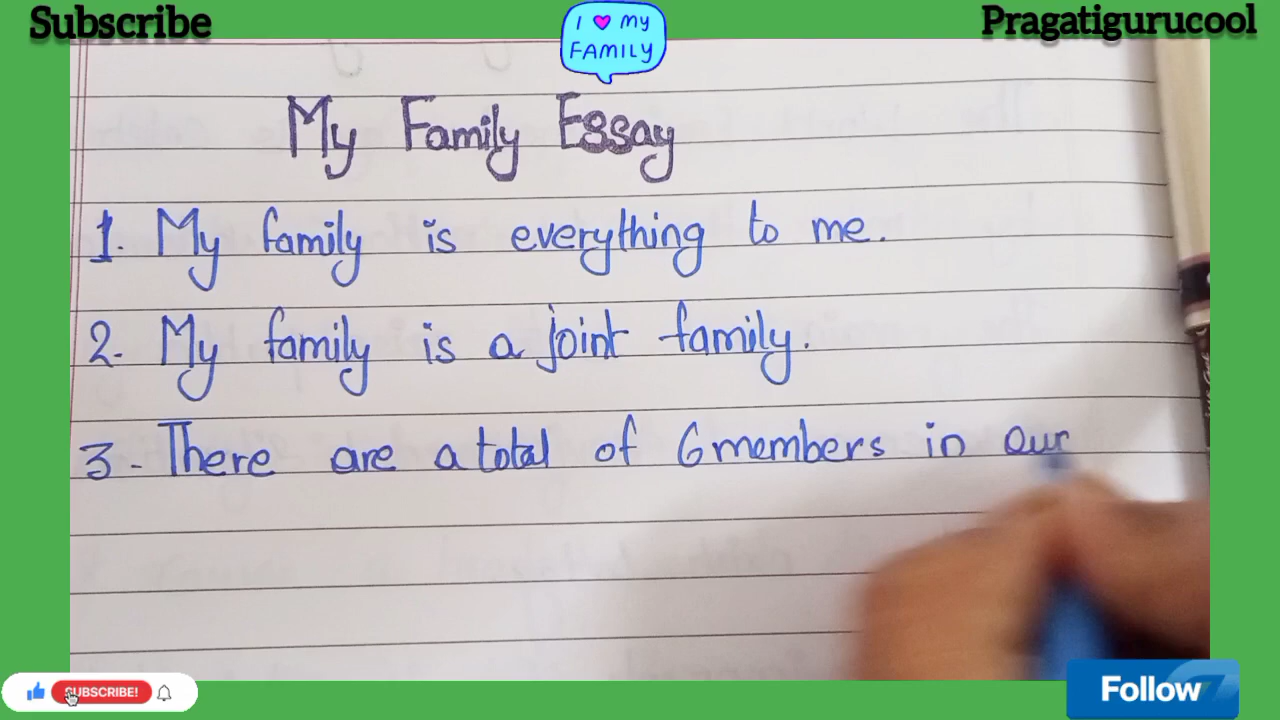 Subscribe
I ♥ my
FAMILY
Pragatigurucool
My Family Essay
1. My family is everything to me.
2. My family is a joint family.
3. There are a total of 6 members in our
SUBSCRIBE!
Follow